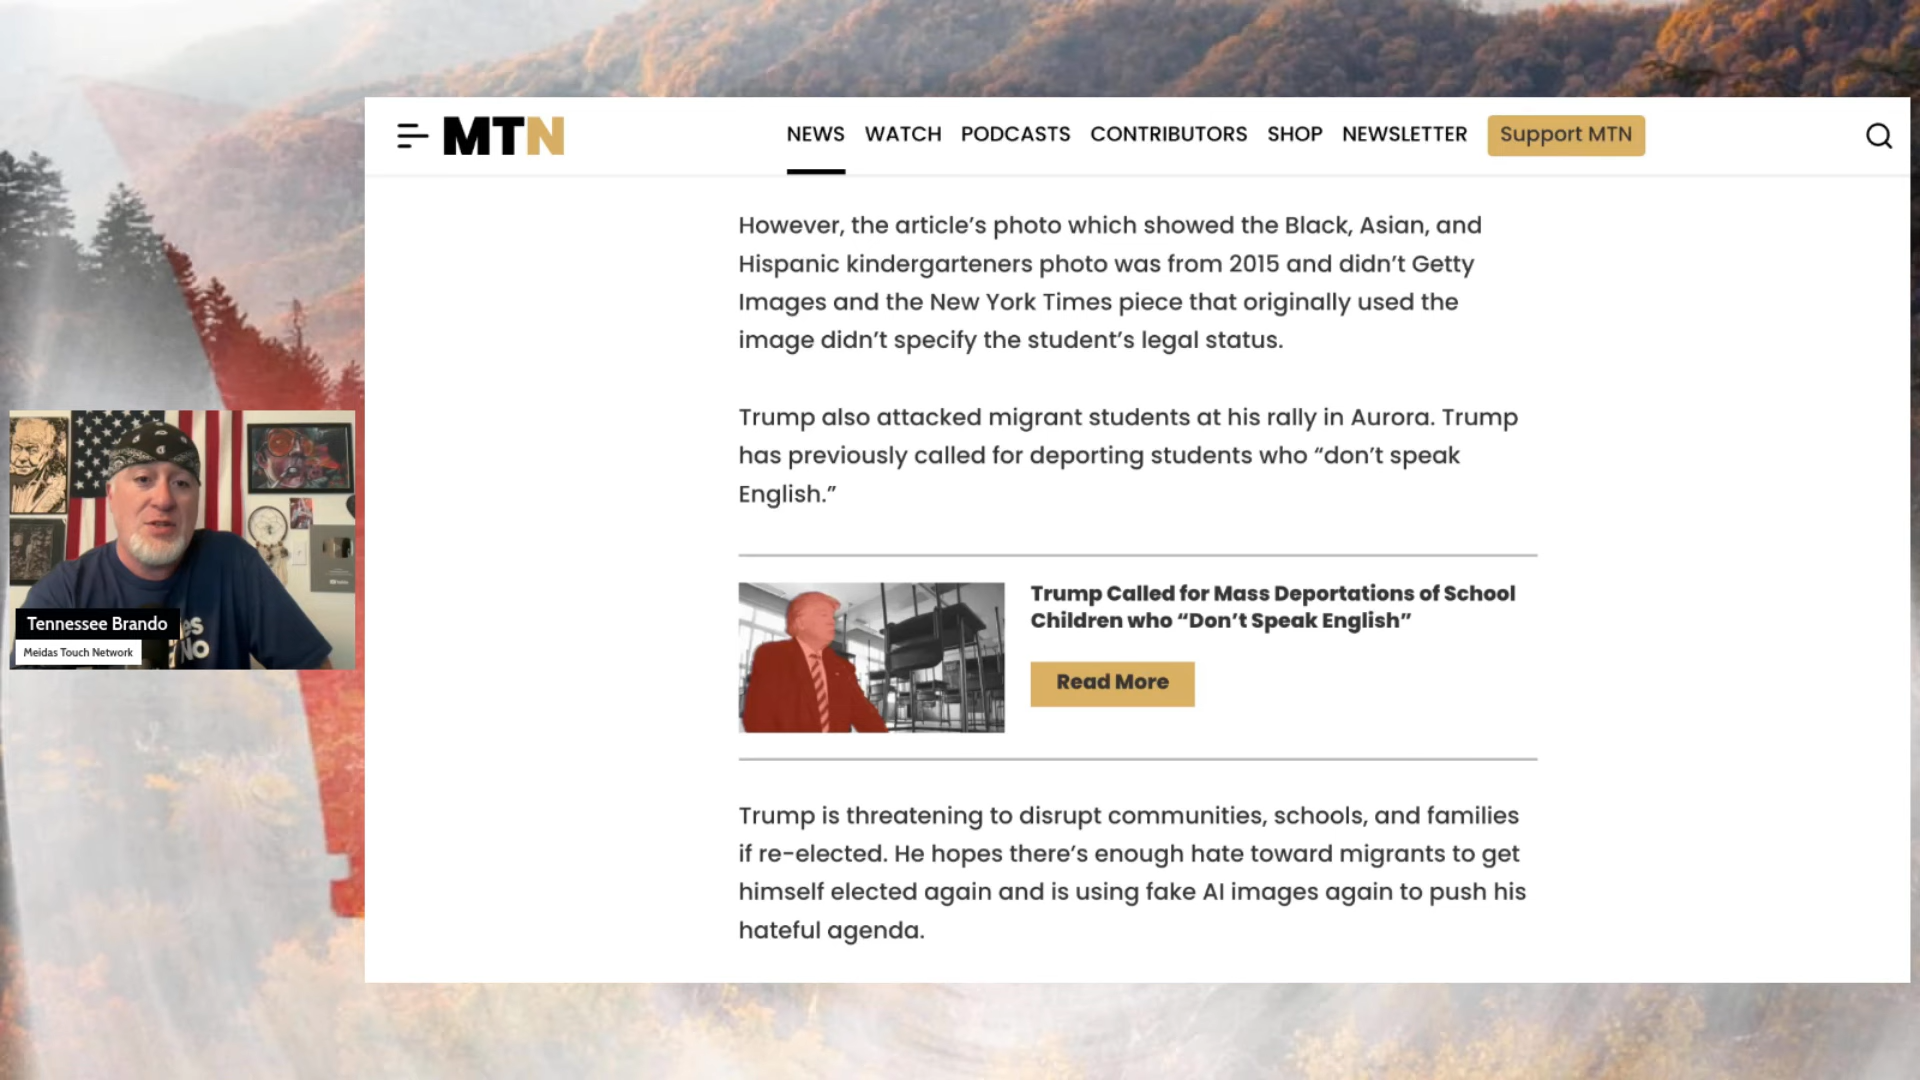 MTN
NEWS WATCH PODCASTS CONTRIBUTORS SHOP NEWSLETTER Support MTN
However, the article’s photo which showed the Black, Asian, and
Hispanic kindergarteners photo was from 2015 and didn’t Getty
Images and the New York Times piece that originally used the
image didn’t specify the student’s legal status.
Trump also attacked migrant students at his rally in Aurora. Trump
has previously called for deporting students who “don’t speak
English.”
Trump Called for Mass Deportations of School
Children who “Don’t Speak English”
Read More
Trump is threatening to disrupt communities, schools, and families
if re-elected. He hopes there’s enough hate toward migrants to get
himself elected again and is using fake AI images again to push his
hateful agenda.
Tennessee Brando
Meidas Touch Network
No